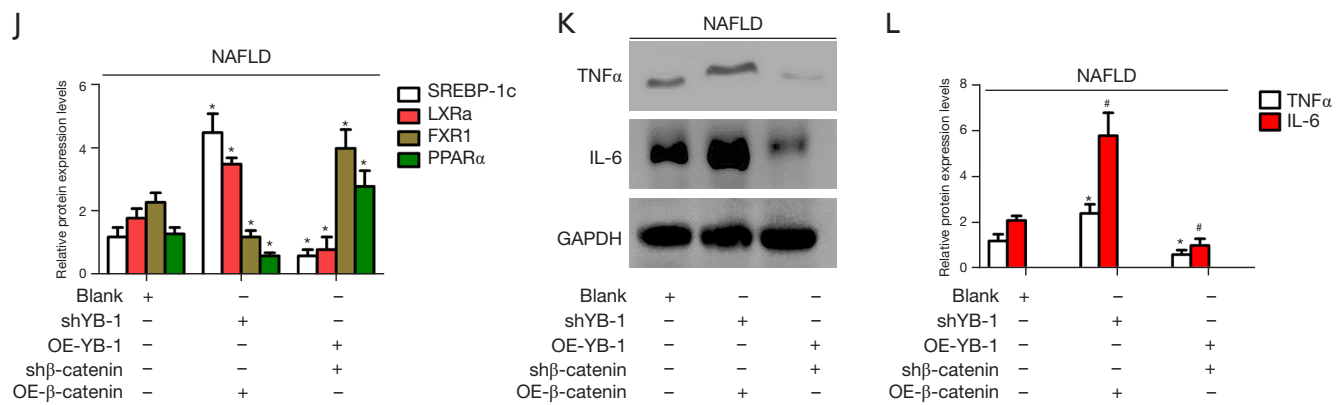 J
NAFLD
Relative protein expression levels
6
4
2
0
* * * * * * * *
SREBP-1c
LXRa
FXR1
PPARα
Blank + – –
shYB-1 – + –
OE-YB-1 – – +
shβ-catenin – – +
OE-β-catenin – + –
K
NAFLD
TNFα
IL-6
GAPDH
Blank + – –
shYB-1 – + –
OE-YB-1 – – +
shβ-catenin – – +
OE-β-catenin – + –
L
NAFLD
Relative protein expression levels
8
6
4
2
0
* # * #
TNFα
IL-6
Blank + – –
shYB-1 – + –
OE-YB-1 – – +
shβ-catenin – – +
OE-β-catenin – + –